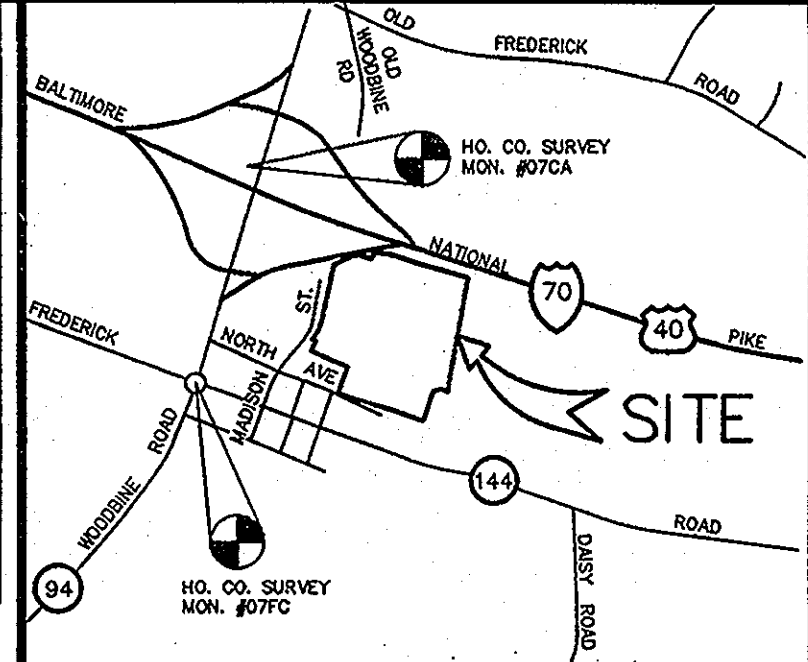 OLD
FREDERICK
ROAD
OLD
WOODBINE
RD
BALTIMORE
HO. CO. SURVEY
MON. #07CA
NATIONAL
70
40
PIKE
ST.
FREDERICK
NORTH
AVE
MADISON
SITE
ROAD
WOODBINE
144
ROAD
DAISY ROAD
94
HO. CO. SURVEY
MON. #07FC